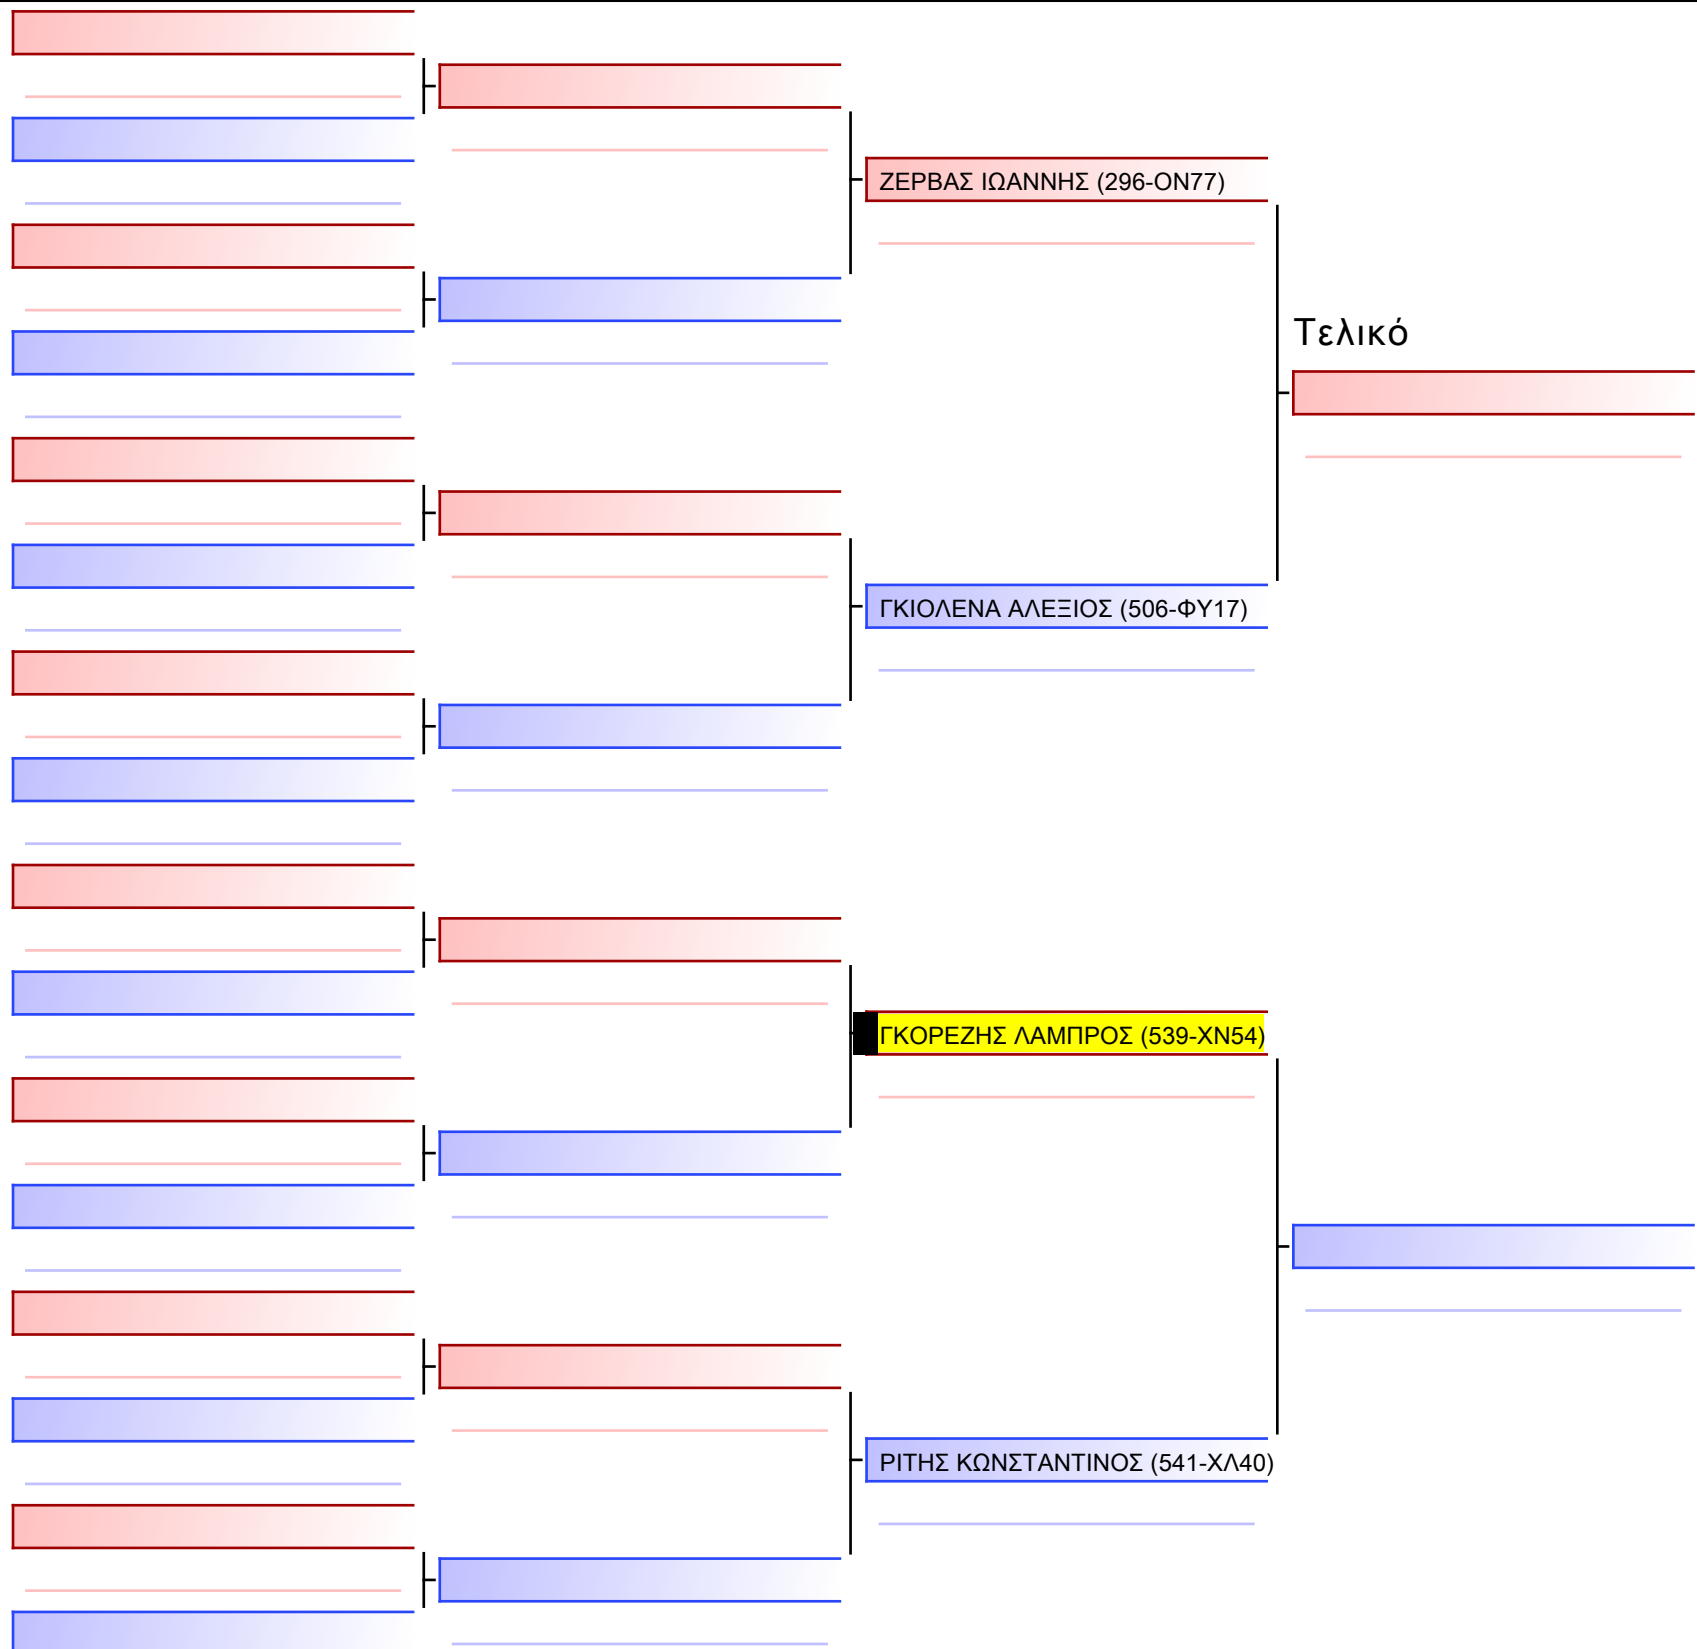 ΖΕΡΒΑΣ ΙΩΑΝΝΗΣ (296-ΟΝ77)
Τελικό
ΓΚΙΟΛΕΝΑ ΑΛΕΞΙΟΣ (506-ΦΥ17)
ΓΚΟΡΕΖΗΣ ΛΑΜΠΡΟΣ (539-ΧΝ54)
ΡΙΤΗΣ ΚΩΝΣΤΑΝΤΙΝΟΣ (541-ΧΛ40)